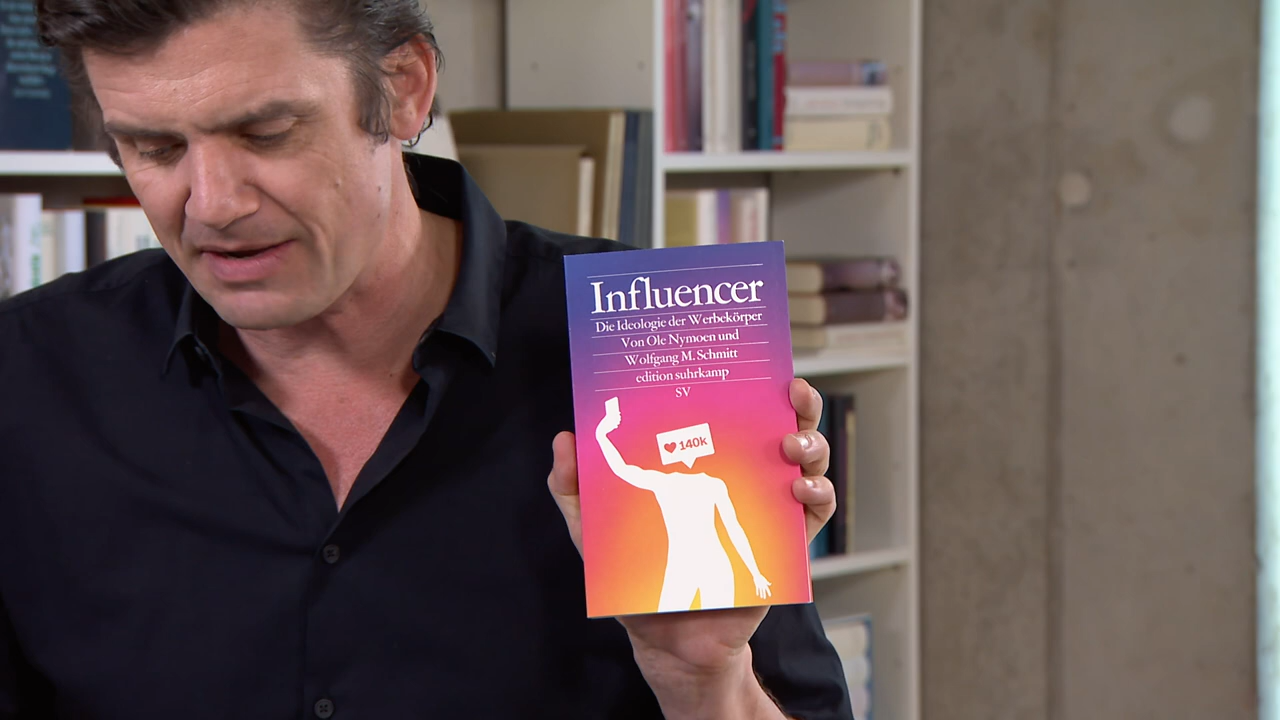 Influencer
Die Ideologie der Werbekörper
Von Ole Nymoen und
Wolfgang M. Schmitt
edition suhrkamp
SV
140k